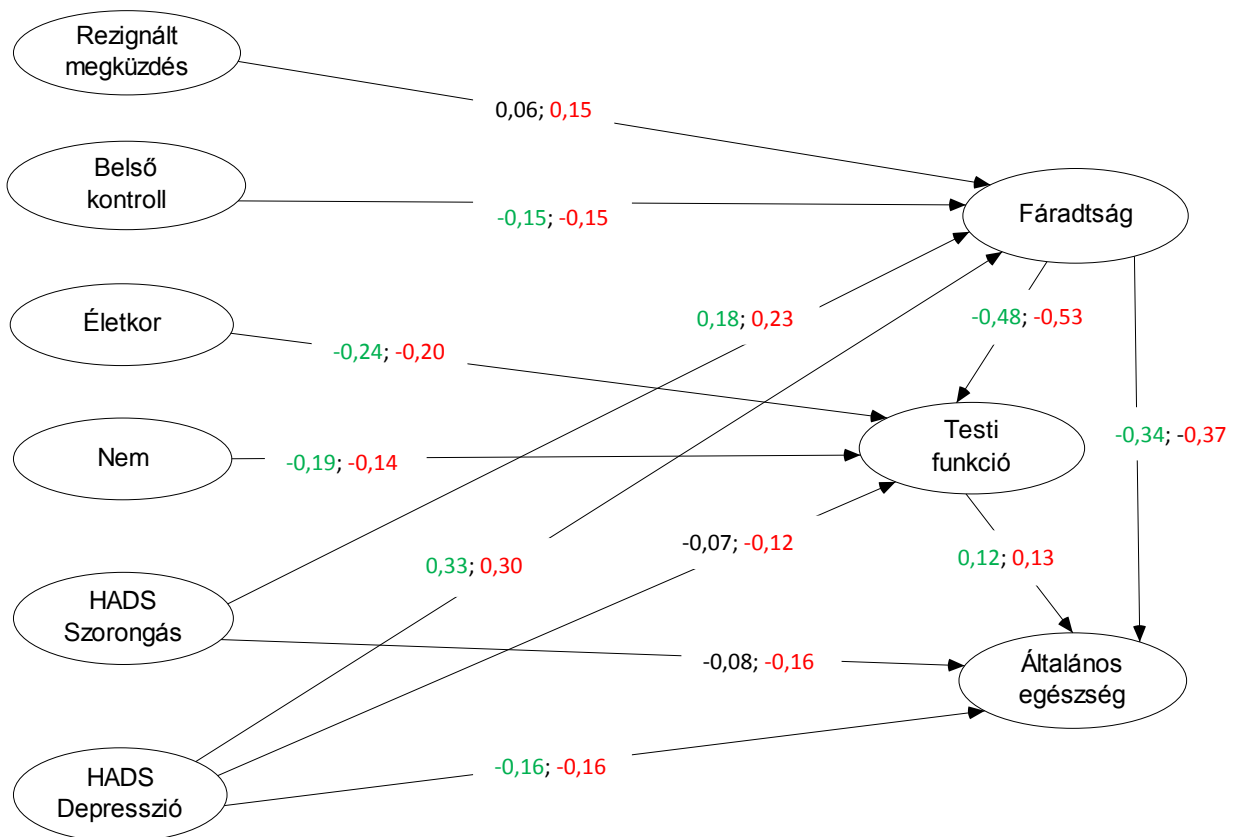 Rezignált
megküzdés
0,06; 0,15
Belső
kontroll
-0,15; -0,15
Fáradtság
Életkor
0,18; 0,23
-0,48; -0,53
-0,24; -0,20
Nem
-0,19; -0,14
Testi
funkció
-0,34; -0,37
-0,07; -0,12
0,33; 0,30
0,12; 0,13
HADS
Szorongás
-0,08; -0,16
Általános
egészség
-0,16; -0,16
HADS
Depresszió